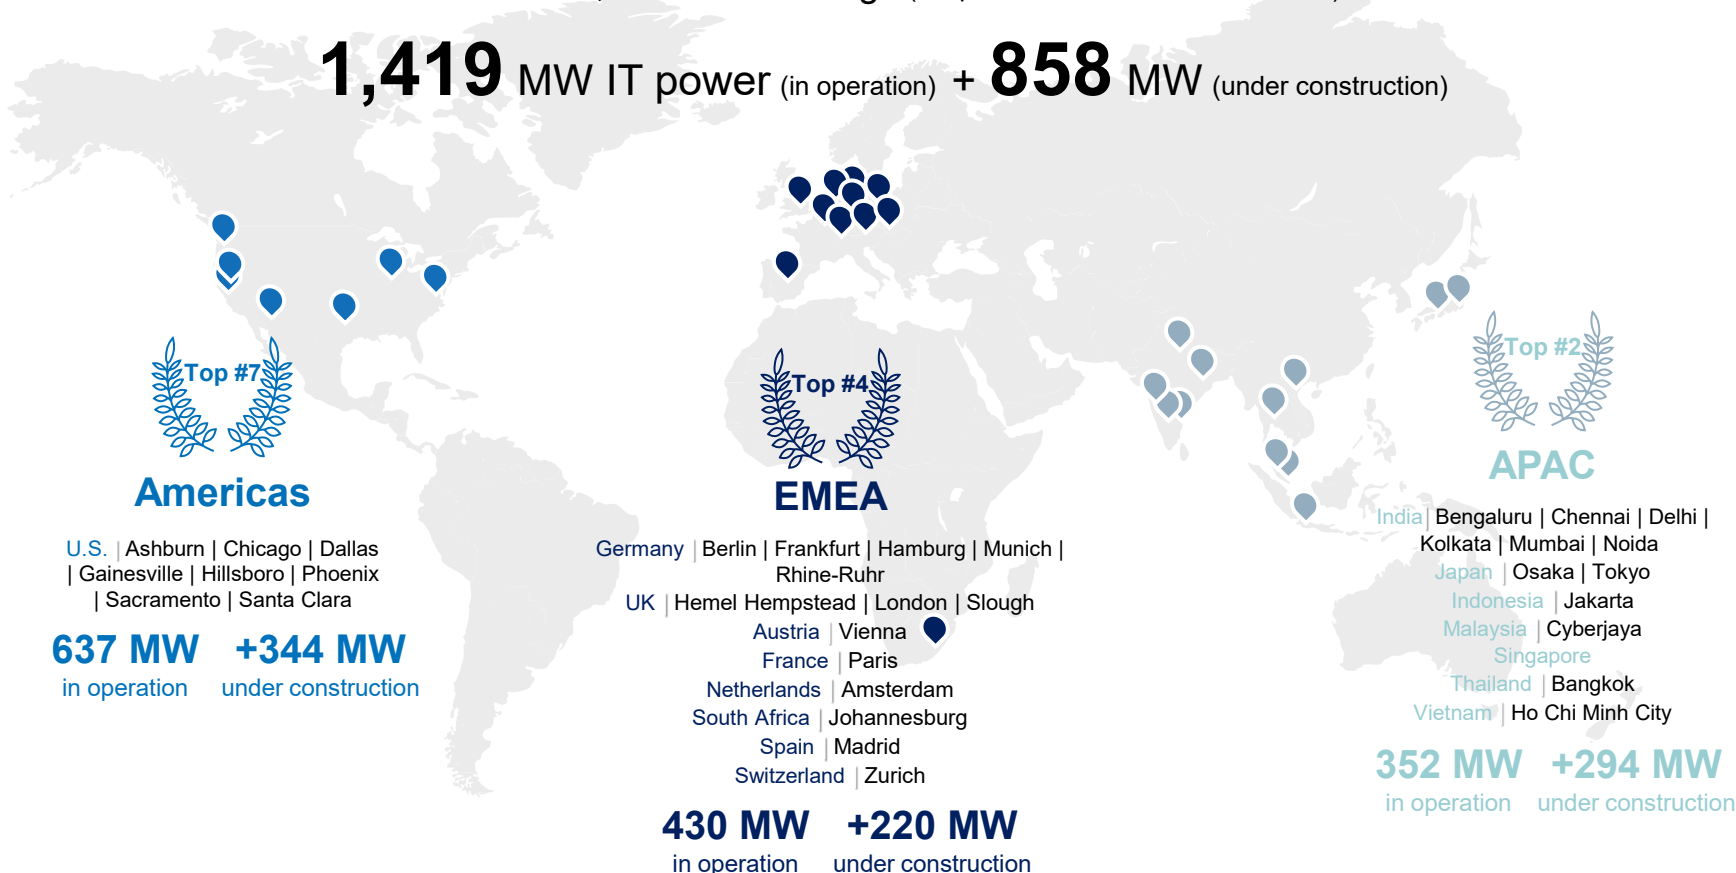 1,419 MW IT power (in operation) + 858 MW (under construction)
Top #7
Americas
U.S. | Ashburn | Chicago | Dallas
| Gainesville | Hillsboro | Phoenix
| Sacramento | Santa Clara
637 MW +344 MW
in operation under construction
Top #4
EMEA
Germany | Berlin | Frankfurt | Hamburg | Munich |
Rhine-Ruhr
UK | Hemel Hempstead | London | Slough
Austria | Vienna
France | Paris
Netherlands | Amsterdam
South Africa | Johannesburg
Spain | Madrid
Switzerland | Zurich
430 MW +220 MW
in operation under construction
Top #2
APAC
India | Bengaluru | Chennai | Delhi |
Kolkata | Mumbai | Noida
Japan | Osaka | Tokyo
Indonesia | Jakarta
Malaysia | Cyberjaya
Singapore
Thailand | Bangkok
Vietnam | Ho Chi Minh City
352 MW +294 MW
in operation under construction